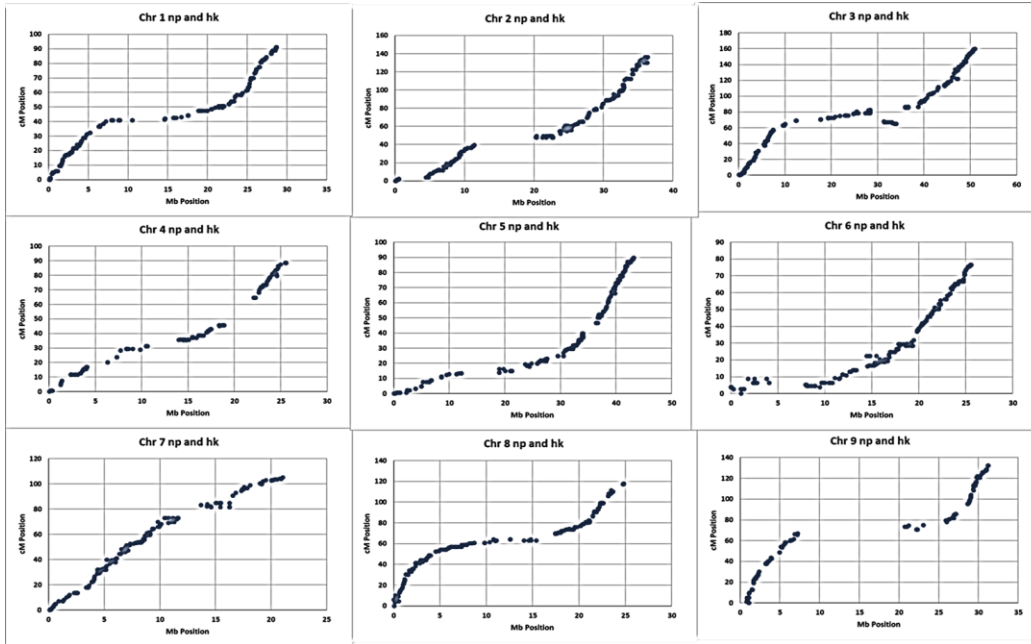 Chr 1 np and hk
cM Position
100
90
80
70
60
50
40
30
20
10
0
0 5 10 15 20 25 30 35
Mb Position
Chr 2 np and hk
cM Position
160
140
120
100
80
60
40
20
0
0 10 20 30 40
Mb Position
Chr 3 np and hk
cM Position
180
160
140
120
100
80
60
40
20
0
0 10 20 30 40 50 60
Mb Position
Chr 4 np and hk
cM Position
100
90
80
70
60
50
40
30
20
10
0
0 5 10 15 20 25 30
Mb Position
Chr 5 np and hk
cM Position
100
90
80
70
60
50
40
30
20
10
0
0 10 20 30 40 50
Mb Position
Chr 6 np and hk
cM Position
90
80
70
60
50
40
30
20
10
0
0 5 10 15 20 25 30
Mb Position
Chr 7 np and hk
cM Position
120
100
80
60
40
20
0
0 5 10 15 20 25
Mb Position
Chr 8 np and hk
cM Position
140
120
100
80
60
40
20
0
0 5 10 15 20 25 30
Mb Position
Chr 9 np and hk
cM Position
140
120
100
80
60
40
20
0
0 5 10 15 20 25 30 35
Mb Position